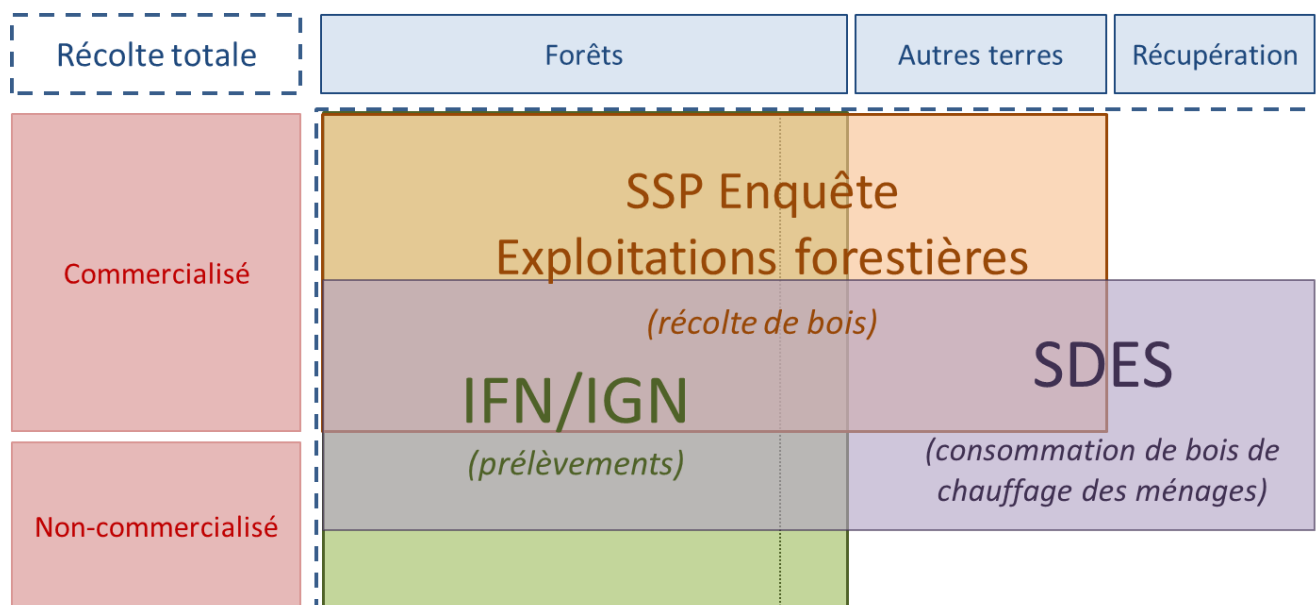 Récolte totale
Forêts
Autres terres
Récupération
Commercialisé
SSP Enquête
Exploitations forestières
(récolte de bois)
SDES
IFN/IGN
(prélèvements)
(consommation de bois de
chauffage des ménages)
Non-commercialisé